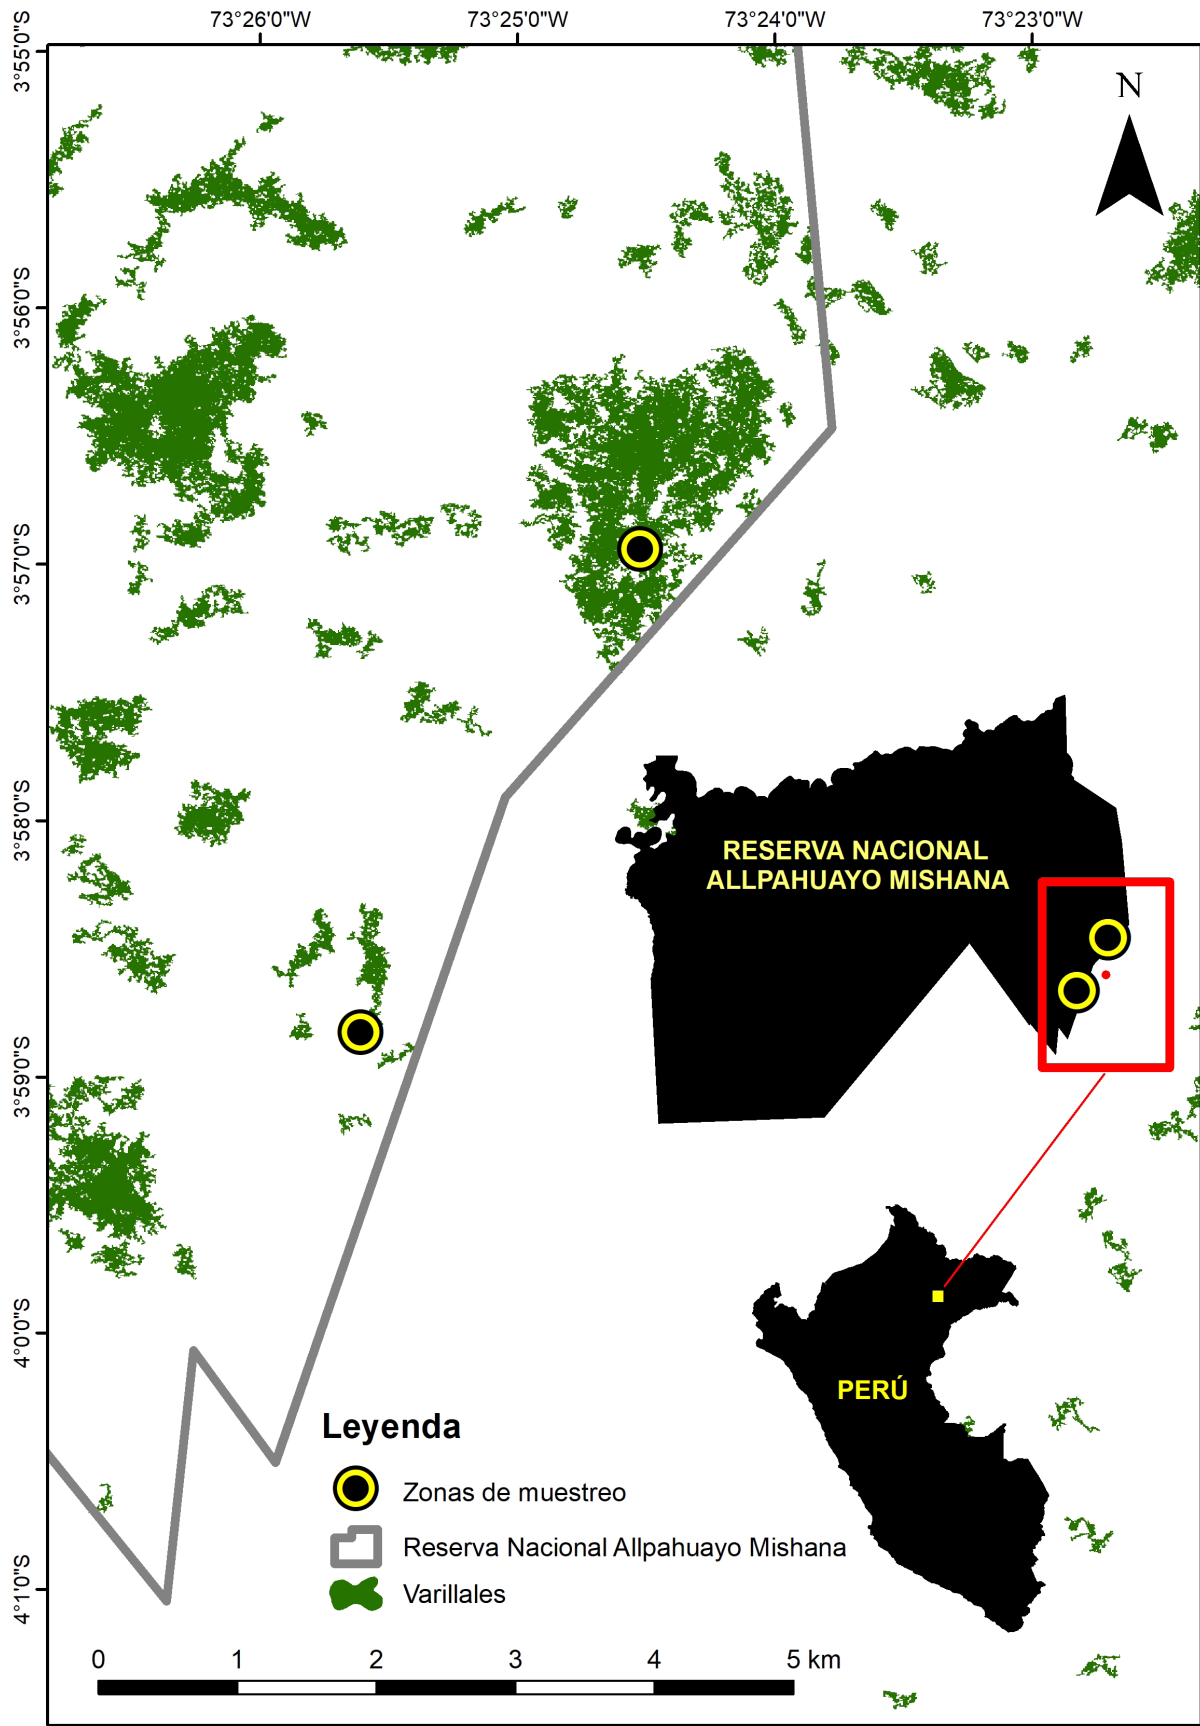 73°26'0"W
73°25'0"W
73°24'0"W
73°23'0"W
3°55'0"S
3°56'0"S
3°57'0"S
3°58'0"S
3°59'0"S
4°0'0"S
4°1'0"S
N
RESERVA NACIONAL
ALLPAHUAYO MISHANA
PERÚ
Leyenda
Zonas de muestreo
Reserva Nacional Allpahuayo Mishana
Varillales
0 1 2 3 4 5 km